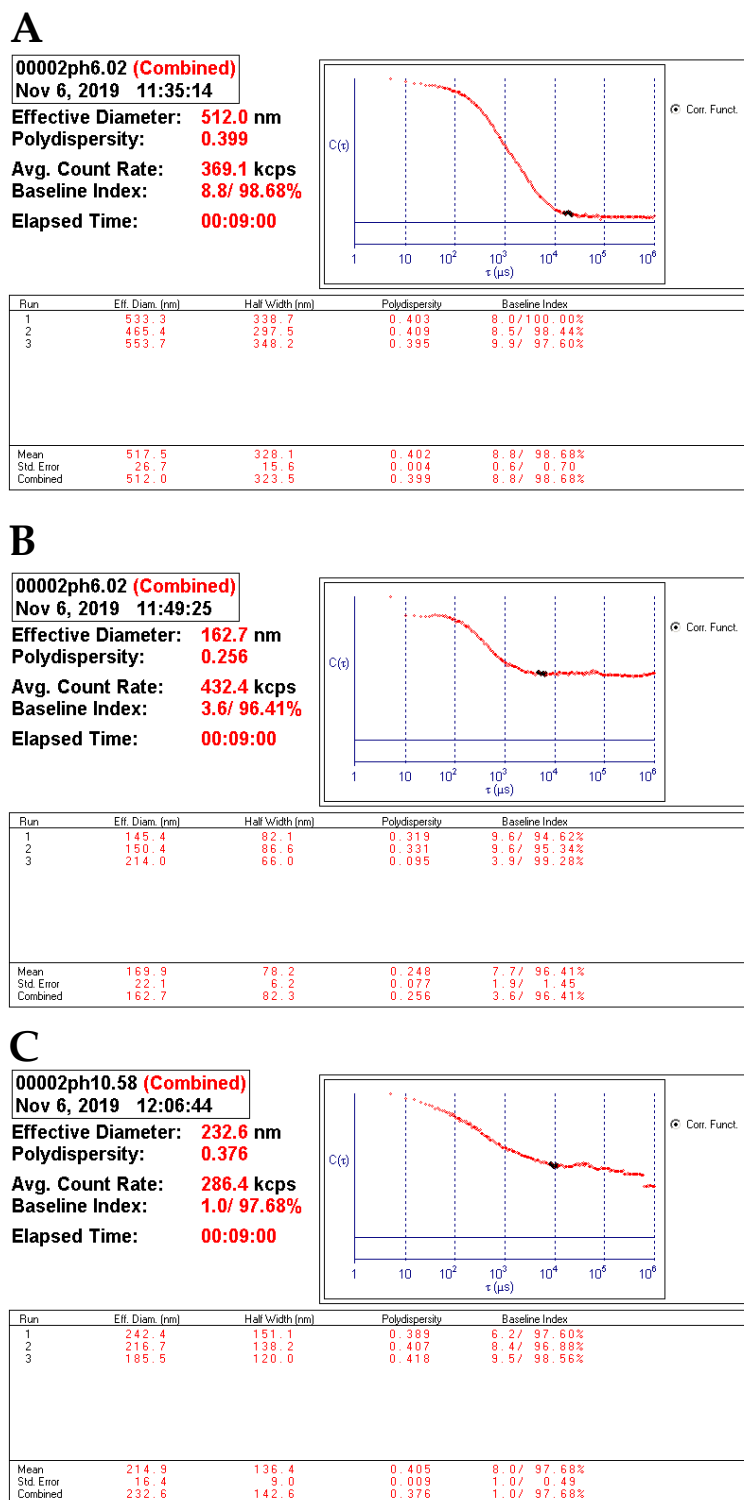 A
00002ph6.02 (Combined)
Nov 6, 2019 11:35:14
Effective Diameter: 512.0 nm
Polydispersity: 0.399
Avg. Count Rate: 369.1 kcps
Baseline Index: 8.8/ 98.68%
Elapsed Time: 00:09:00
C(τ)
Corr. Funct.
1 10 10² 10³ 10⁴ 10⁵ 10⁶
τ (µs)
Run Eff. Diam. (nm) Half Width (nm) Polydispersity Baseline Index
1 533.3 338.7 0.403 8.0/100.00%
2 465.4 297.5 0.409 8.5/ 98.44%
3 553.7 348.2 0.395 9.9/ 97.60%
Mean 517.5 328.1 0.402 8.8/ 98.68%
Std. Error 26.7 15.6 0.004 0.6/ 0.70
Combined 512.0 323.5 0.399 8.8/ 98.68%
B
00002ph6.02 (Combined)
Nov 6, 2019 11:49:25
Effective Diameter: 162.7 nm
Polydispersity: 0.256
Avg. Count Rate: 432.4 kcps
Baseline Index: 3.6/ 96.41%
Elapsed Time: 00:09:00
C(τ)
Corr. Funct.
1 10 10² 10³ 10⁴ 10⁵ 10⁶
τ (µs)
Run Eff. Diam. (nm) Half Width (nm) Polydispersity Baseline Index
1 145.4 82.1 0.319 9.6/ 94.62%
2 150.4 86.6 0.331 9.6/ 95.34%
3 214.0 66.0 0.095 3.9/ 99.28%
Mean 169.9 78.2 0.248 7.7/ 96.41%
Std. Error 22.1 6.2 0.077 1.9/ 1.45
Combined 162.7 82.3 0.256 3.6/ 96.41%
C
00002ph10.58 (Combined)
Nov 6, 2019 12:06:44
Effective Diameter: 232.6 nm
Polydispersity: 0.376
Avg. Count Rate: 286.4 kcps
Baseline Index: 1.0/ 97.68%
Elapsed Time: 00:09:00
C(τ)
Corr. Funct.
1 10 10² 10³ 10⁴ 10⁵ 10⁶
τ (µs)
Run Eff. Diam. (nm) Half Width (nm) Polydispersity Baseline Index
1 242.4 151.1 0.389 6.2/ 97.60%
2 216.7 138.2 0.407 8.4/ 96.88%
3 185.5 120.0 0.418 9.5/ 98.56%
Mean 214.9 136.4 0.405 8.0/ 97.68%
Std. Error 16.4 9.0 0.009 1.0/ 0.49
Combined 232.6 142.6 0.376 1.0/ 97.68%